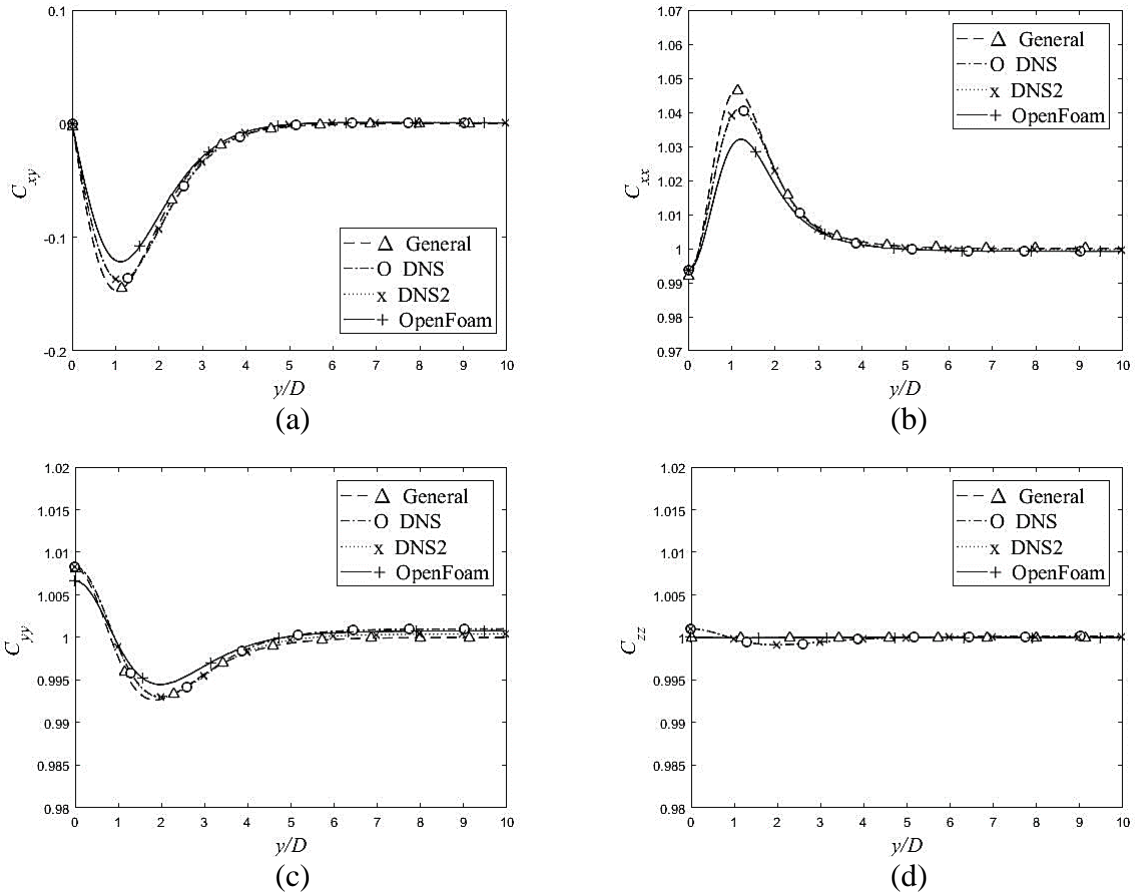 0.1
0
-0.1
-0.2
C_xy
0 1 2 3 4 5 6 7 8 9 10
y/D
Δ General
O DNS
x DNS2
+ OpenFoam
(a)
1.07
1.06
1.05
1.04
1.03
1.02
1.01
1
0.99
0.98
0.97
C_xx
0 1 2 3 4 5 6 7 8 9 10
y/D
Δ General
O DNS
x DNS2
+ OpenFoam
(b)
1.02
1.015
1.01
1.005
1
0.995
0.99
0.985
0.98
C_yy
0 1 2 3 4 5 6 7 8 9 10
y/D
Δ General
O DNS
x DNS2
+ OpenFoam
(c)
1.02
1.015
1.01
1.005
1
0.995
0.99
0.985
0.98
C_zz
0 1 2 3 4 5 6 7 8 9 10
y/D
Δ General
O DNS
x DNS2
+ OpenFoam
(d)